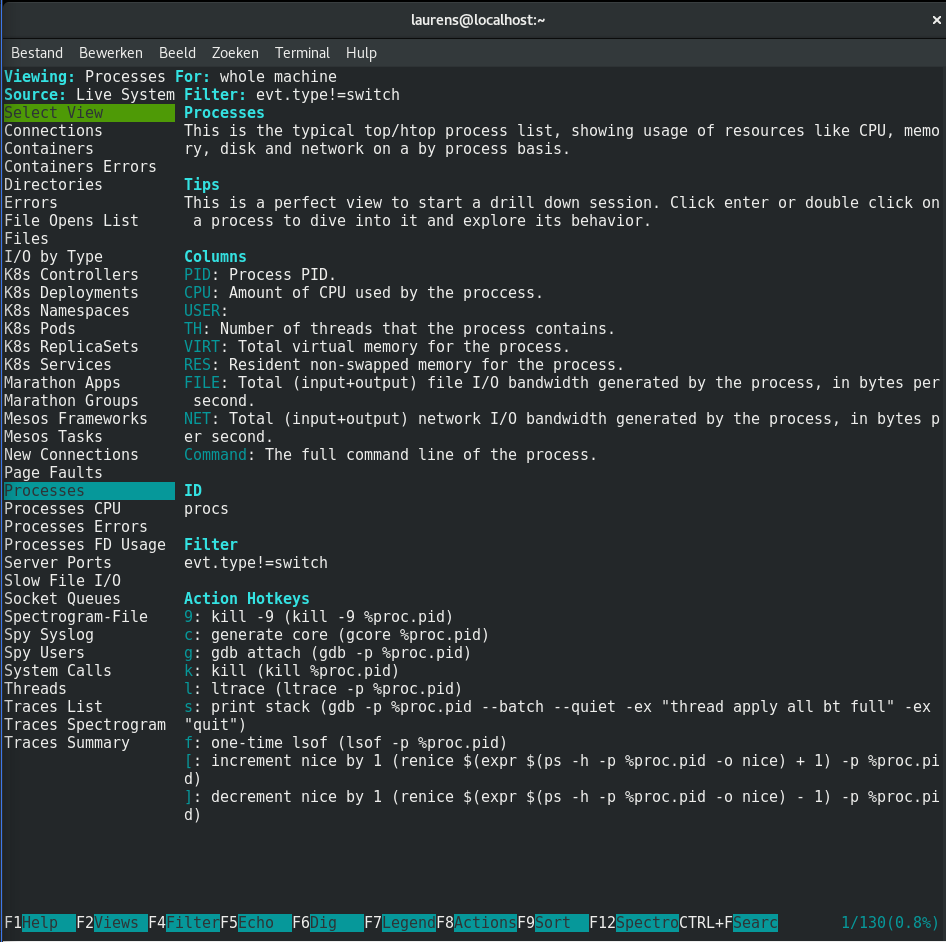 laurens@localhost:~
Bestand Bewerken Beeld Zoeken Terminal Hulp
Viewing: Processes For: whole machine
Source: Live System Filter: evt.type!=switch
Select View
Connections
Containers
Containers Errors
Directories
Errors
File Opens List
Files
I/O by Type
K8s Controllers
K8s Deployments
K8s Namespaces
K8s Pods
K8s ReplicaSets
K8s Services
Marathon Apps
Marathon Groups
Mesos Frameworks
Mesos Tasks
New Connections
Page Faults
Processes
Processes CPU
Processes Errors
Processes FD Usage
Server Ports
Slow File I/O
Socket Queues
Spectrogram-File
Spy Syslog
Spy Users
System Calls
Threads
Traces List
Traces Spectrogram
Traces Summary
Processes
This is the typical top/htop process list, showing usage of resources like CPU, memo
ry, disk and network on a by process basis.
Tips
This is a perfect view to start a drill down session. Click enter or double click on
a process to dive into it and explore its behavior.
Columns
PID: Process PID.
CPU: Amount of CPU used by the proccess.
USER:
TH: Number of threads that the process contains.
VIRT: Total virtual memory for the process.
RES: Resident non-swapped memory for the process.
FILE: Total (input+output) file I/O bandwidth generated by the process, in bytes per
second.
NET: Total (input+output) network I/O bandwidth generated by the process, in bytes p
er second.
Command: The full command line of the process.
ID
procs
Filter
evt.type!=switch
Action Hotkeys
9: kill -9 (kill -9 %proc.pid)
c: generate core (gcore %proc.pid)
g: gdb attach (gdb -p %proc.pid)
k: kill (kill %proc.pid)
l: ltrace (ltrace -p %proc.pid)
s: print stack (gdb -p %proc.pid --batch --quiet -ex "thread apply all bt full" -ex
"quit")
f: one-time lsof (lsof -p %proc.pid)
[: increment nice by 1 (renice $(expr $(ps -h -p %proc.pid -o nice) + 1) -p %proc.pi
d)
]: decrement nice by 1 (renice $(expr $(ps -h -p %proc.pid -o nice) - 1) -p %proc.pi
d)
F1Help F2Views F4FilterF5Echo F6Dig F7LegendF8ActionsF9Sort F12SpectroCTRL+FSearc 1/130(0.8%)